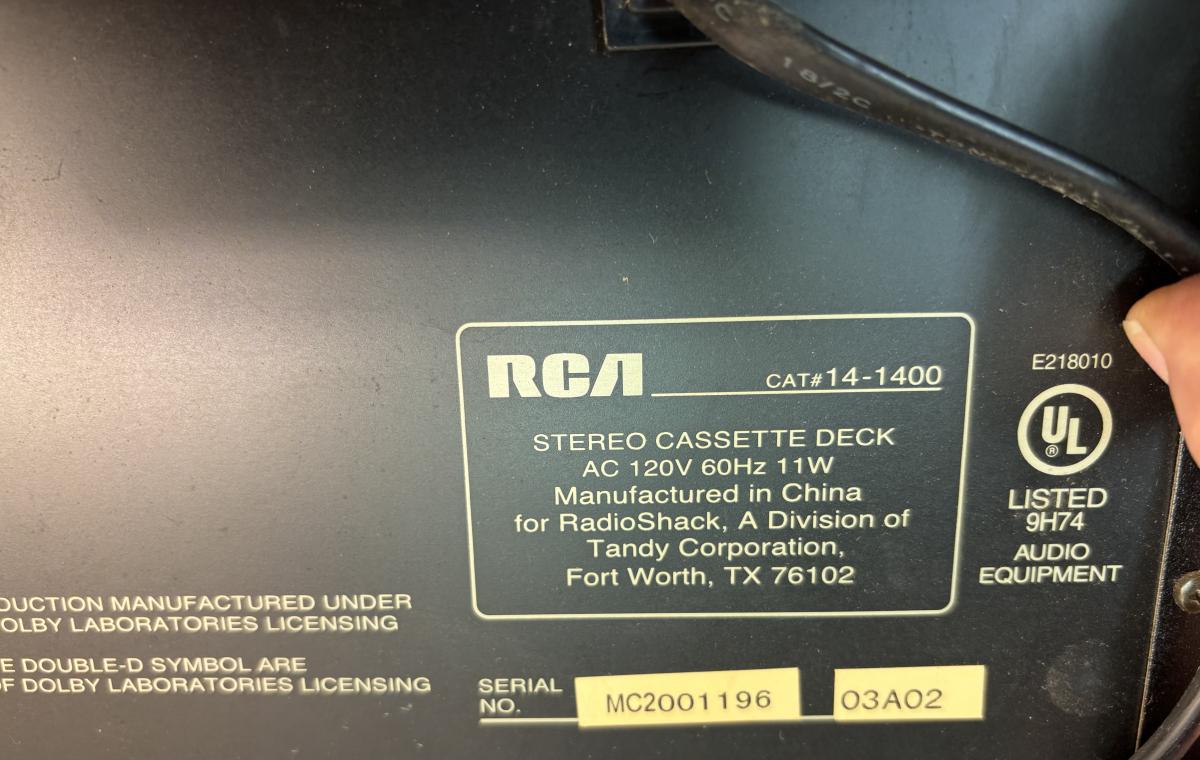 C
18/2C
RCA CAT#14-1400
STEREO CASSETTE DECK
AC 120V 60Hz 11W
Manufactured in China
for RadioShack, A Division of
Tandy Corporation,
Fort Worth, TX 76102
E218010
UL
®
LISTED
9H74
AUDIO
EQUIPMENT
DUCTION MANUFACTURED UNDER
OLBY LABORATORIES LICENSING
E DOUBLE-D SYMBOL ARE
OF DOLBY LABORATORIES LICENSING
SERIAL
NO.
MC2001196 03A02